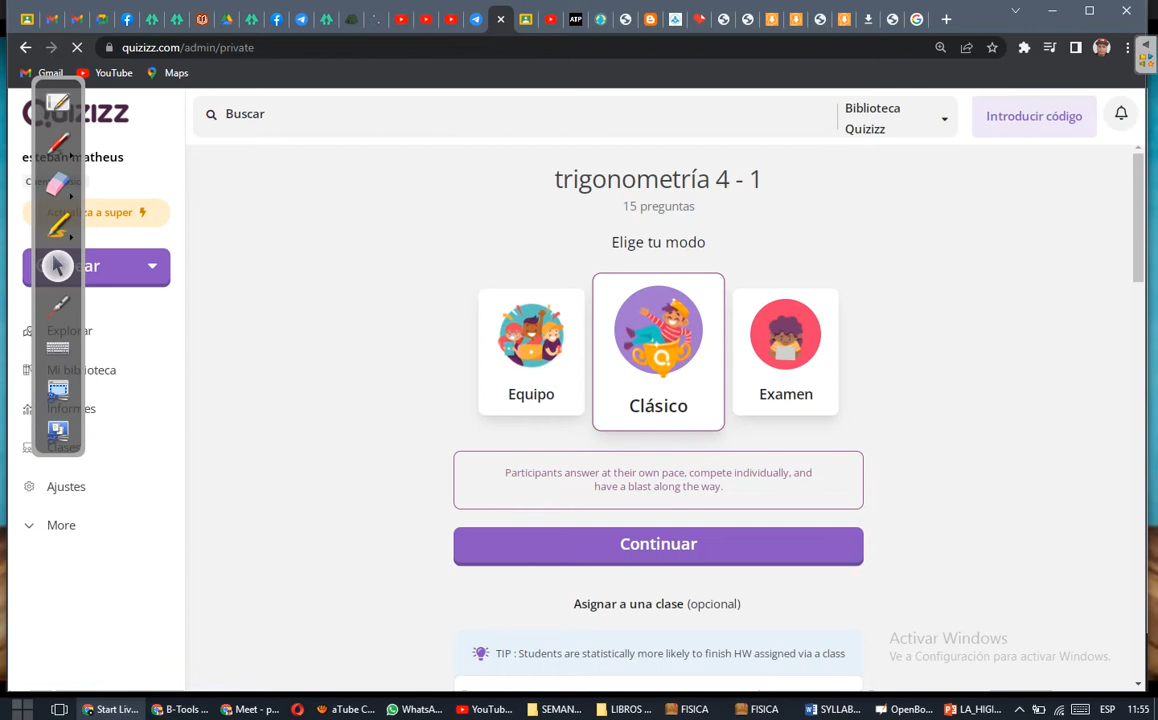 ATP
quizizz.com/admin/private
Gmail
YouTube
Maps
Quizizz
Buscar
Biblioteca
Quizizz
Introducir código
esteban matheus
Actualiza a super
trigonometría 4 - 1
15 preguntas
Elige tu modo
Explorar
Mi biblioteca
Informes
Clases
Ajustes
More
Equipo
Clásico
Examen
Participants answer at their own pace, compete individually, and
have a blast along the way.
Continuar
Asignar a una clase (opcional)
TIP : Students are statistically more likely to finish HW assigned via a class
Activar Windows
Ve a Configuración para activar Windows.
Start Liv...
B-Tools ...
Meet - p...
aTube C...
WhatsA...
YouTub...
SEMAN...
LIBROS ...
FISICA
FISICA
SYLLAB...
OpenBo...
LA_HIGI...
ESP
11:55